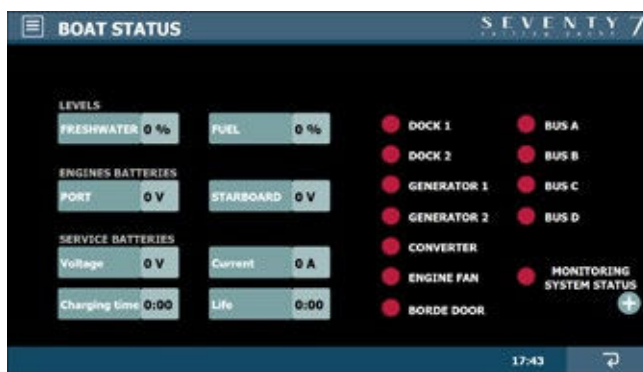 BOAT STATUS
SEVENTY 7
LEVELS
FRESHWATER 0 %
FUEL 0 %
ENGINES BATTERIES
PORT 0 V
STARBOARD 0 V
SERVICE BATTERIES
Voltage 0 V
Current 0 A
Charging time 0:00
Life 0:00
DOCK 1
DOCK 2
GENERATOR 1
GENERATOR 2
CONVERTER
ENGINE FAN
BORDE DOOR
BUS A
BUS B
BUS C
BUS D
MONITORING
SYSTEM STATUS
17:43